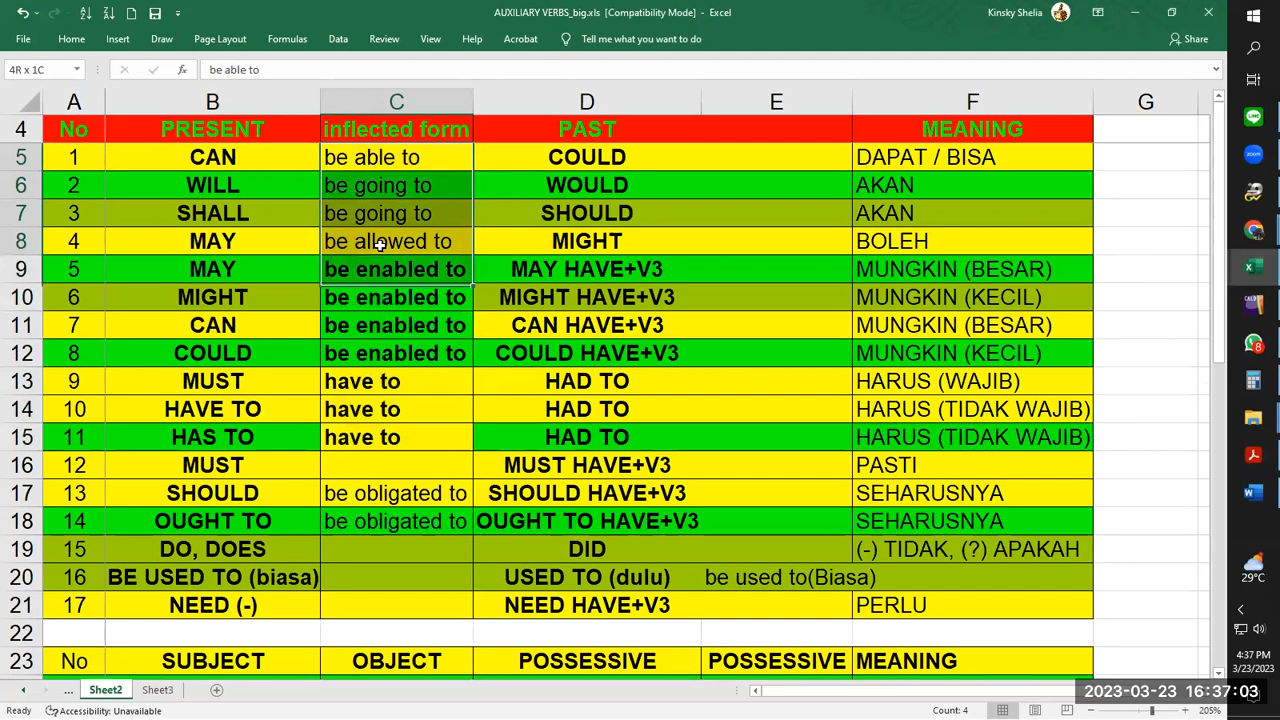 AUXILIARY VERBS_big.xls [Compatibility Mode] - Excel
Kinsky Shelia
File Home Insert Draw Page Layout Formulas Data Review View Help Acrobat Tell me what you want to do Share
4R x 1C fx be able to
A B C D E F G
4 No PRESENT inflected form PAST MEANING
5 1 CAN be able to COULD DAPAT / BISA
6 2 WILL be going to WOULD AKAN
7 3 SHALL be going to SHOULD AKAN
8 4 MAY be allowed to MIGHT BOLEH
9 5 MAY be enabled to MAY HAVE+V3 MUNGKIN (BESAR)
10 6 MIGHT be enabled to MIGHT HAVE+V3 MUNGKIN (KECIL)
11 7 CAN be enabled to CAN HAVE+V3 MUNGKIN (BESAR)
12 8 COULD be enabled to COULD HAVE+V3 MUNGKIN (KECIL)
13 9 MUST have to HAD TO HARUS (WAJIB)
14 10 HAVE TO have to HAD TO HARUS (TIDAK WAJIB)
15 11 HAS TO have to HAD TO HARUS (TIDAK WAJIB)
16 12 MUST MUST HAVE+V3 PASTI
17 13 SHOULD be obligated to SHOULD HAVE+V3 SEHARUSNYA
18 14 OUGHT TO be obligated to OUGHT TO HAVE+V3 SEHARUSNYA
19 15 DO, DOES DID (-) TIDAK, (?) APAKAH
20 16 BE USED TO (biasa) USED TO (dulu) be used to(Biasa)
21 17 NEED (-) NEED HAVE+V3 PERLU
22
23 No SUBJECT OBJECT POSSESSIVE POSSESSIVE MEANING
... Sheet2 Sheet3
Ready Accessibility: Unavailable Count: 4 205%
29°C
4:37 PM
3/23/2023
2023-03-23 16:37:03